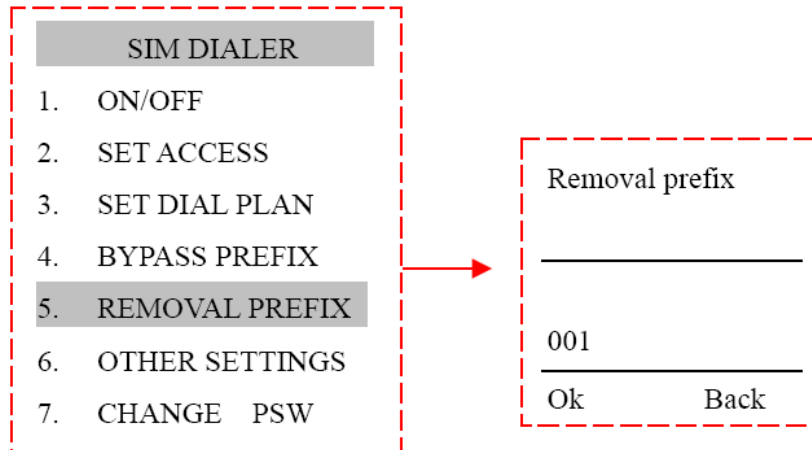 SIM DIALER
1. ON/OFF
2. SET ACCESS
3. SET DIAL PLAN
4. BYPASS PREFIX
5. REMOVAL PREFIX
6. OTHER SETTINGS
7. CHANGE PSW
Removal prefix
001
Ok Back